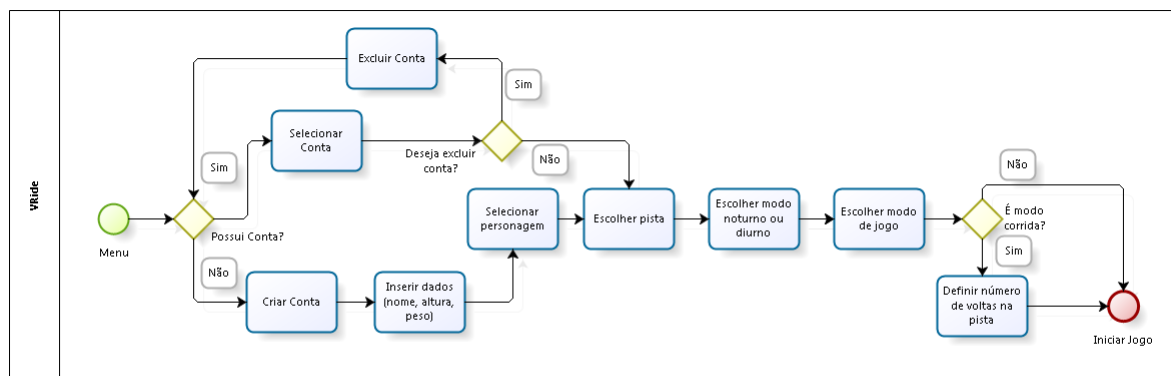 VRide
Menu
Possui Conta?
Sim
Não
Excluir Conta
Selecionar
Conta
Deseja excluir
conta?
Sim
Não
Criar Conta
Inserir dados
(nome, altura,
peso)
Selecionar
personagem
Escolher pista
Escolher modo
noturno ou
diurno
Escolher modo
de jogo
É modo
corrida?
Não
Sim
Definir número
de voltas na
pista
Iniciar Jogo